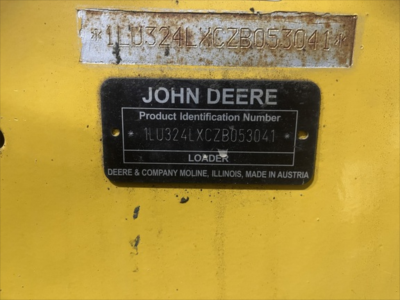 *1LU324LXCZB053041*
JOHN DEERE
Product Identification Number
*1LU324LXCZB053041*
LOADER
DEERE & COMPANY MOLINE, ILLINOIS, MADE IN AUSTRIA